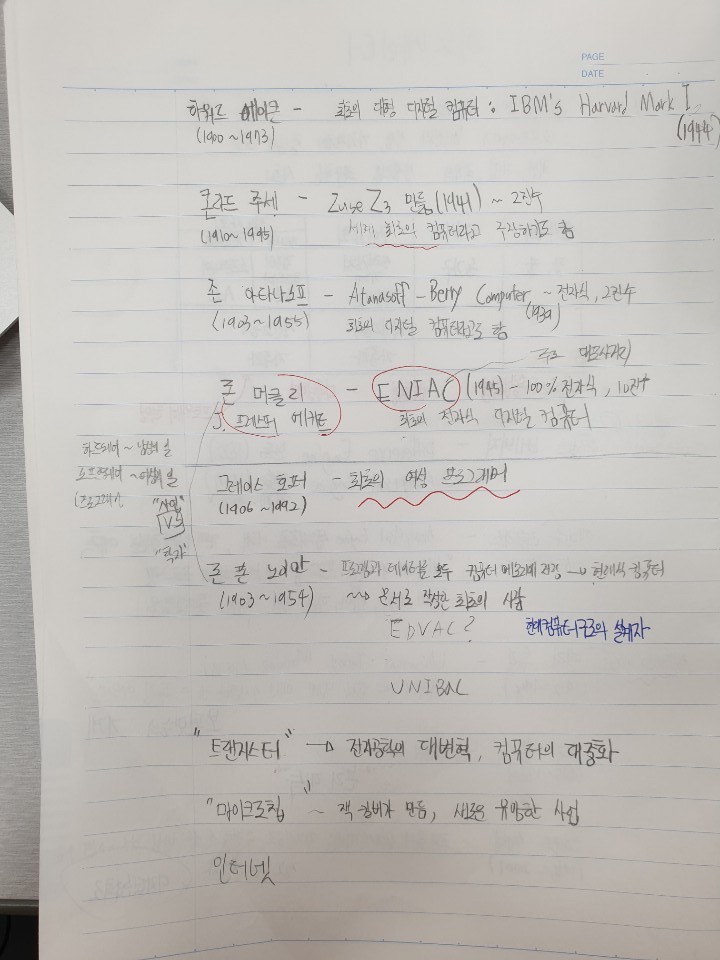 PAGE
DATE
하워드 에이큰 - 최초의 대형 디지털 컴퓨터 : IBM's Harvard Mark I
(1900~1973) (1944)
콘라드 주세 - Zuse Z3 만듦 (1941) ~ 2진수
(1910~1995) 세계 최초의 컴퓨터라고 주장하기도 함
존 아타나소프 - Atanasoff-Berry Computer ~ 전자식, 2진수
(1903~1955) 최초의 디지털 컴퓨터라고도 함 (1939)
주로 대포사거리
존 머클리 - ENIAC (1945) - 100% 전자식, 10진수
J. 프레스퍼 에커트 최초의 전자식 디지털 컴퓨터
하드웨어 ~ 남성의 일
소프트웨어 ~ 여성의 일
(프로그래머
그레이스 호퍼 - 최초의 여성 프로그래머
(1906~1992)
"사업"
VS
"학자"
존 폰 노이만 - 프로그램과 데이터를 모두 컴퓨터 메모리에 저장 → 현대식 컴퓨터
(1903~1954) ~> 문서로 작성한 최초의 사람
EDVAC? 현대컴퓨터구조의 설계자
UNIBAC
"트랜지스터" → 전자공학의 대변혁, 컴퓨터의 대중화
"마이크로칩" ~ 잭 킬비가 만듦, 새로운 유망한 사업
인터넷